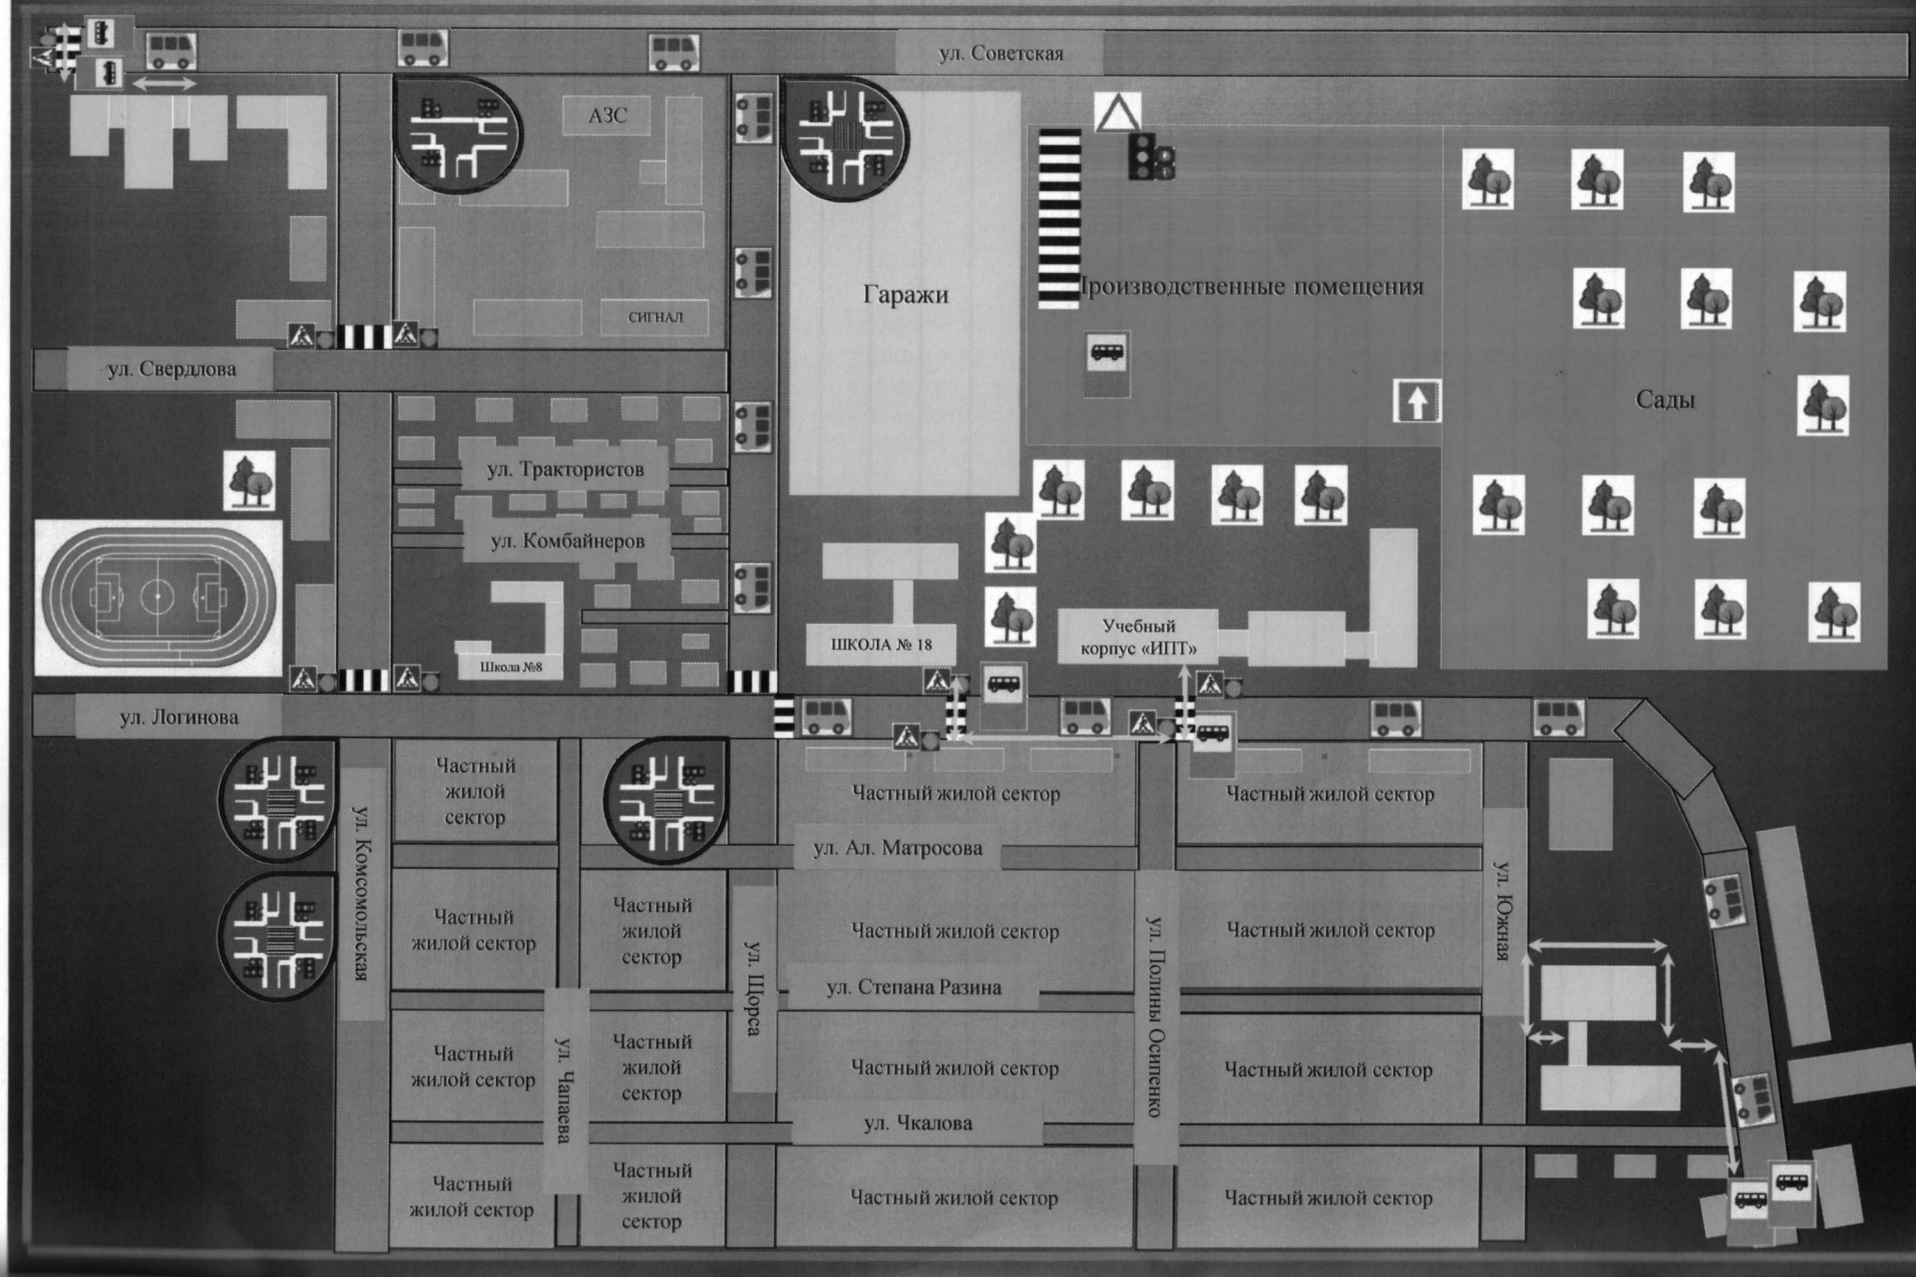 ул. Советская
АЗС
Гаражи
Производственные помещения
СИГНАЛ
ул. Свердлова
Сады
ул. Трактористов
ул. Комбайнеров
ШКОЛА № 18
Учебный
корпус «ИПТ»
Школа №8
ул. Логинова
Частный
жилой
сектор
Частный жилой сектор
Частный жилой сектор
ул. Ал. Матросова
ул. Комсомольская
ул. Южная
Частный
жилой сектор
Частный
жилой
сектор
Частный жилой сектор
Частный жилой сектор
ул. Щорса
ул. Полины Осипенко
ул. Степана Разина
Частный
жилой сектор
ул. Чапаева
Частный
жилой
сектор
Частный жилой сектор
Частный жилой сектор
ул. Чкалова
Частный
жилой сектор
Частный
жилой
сектор
Частный жилой сектор
Частный жилой сектор